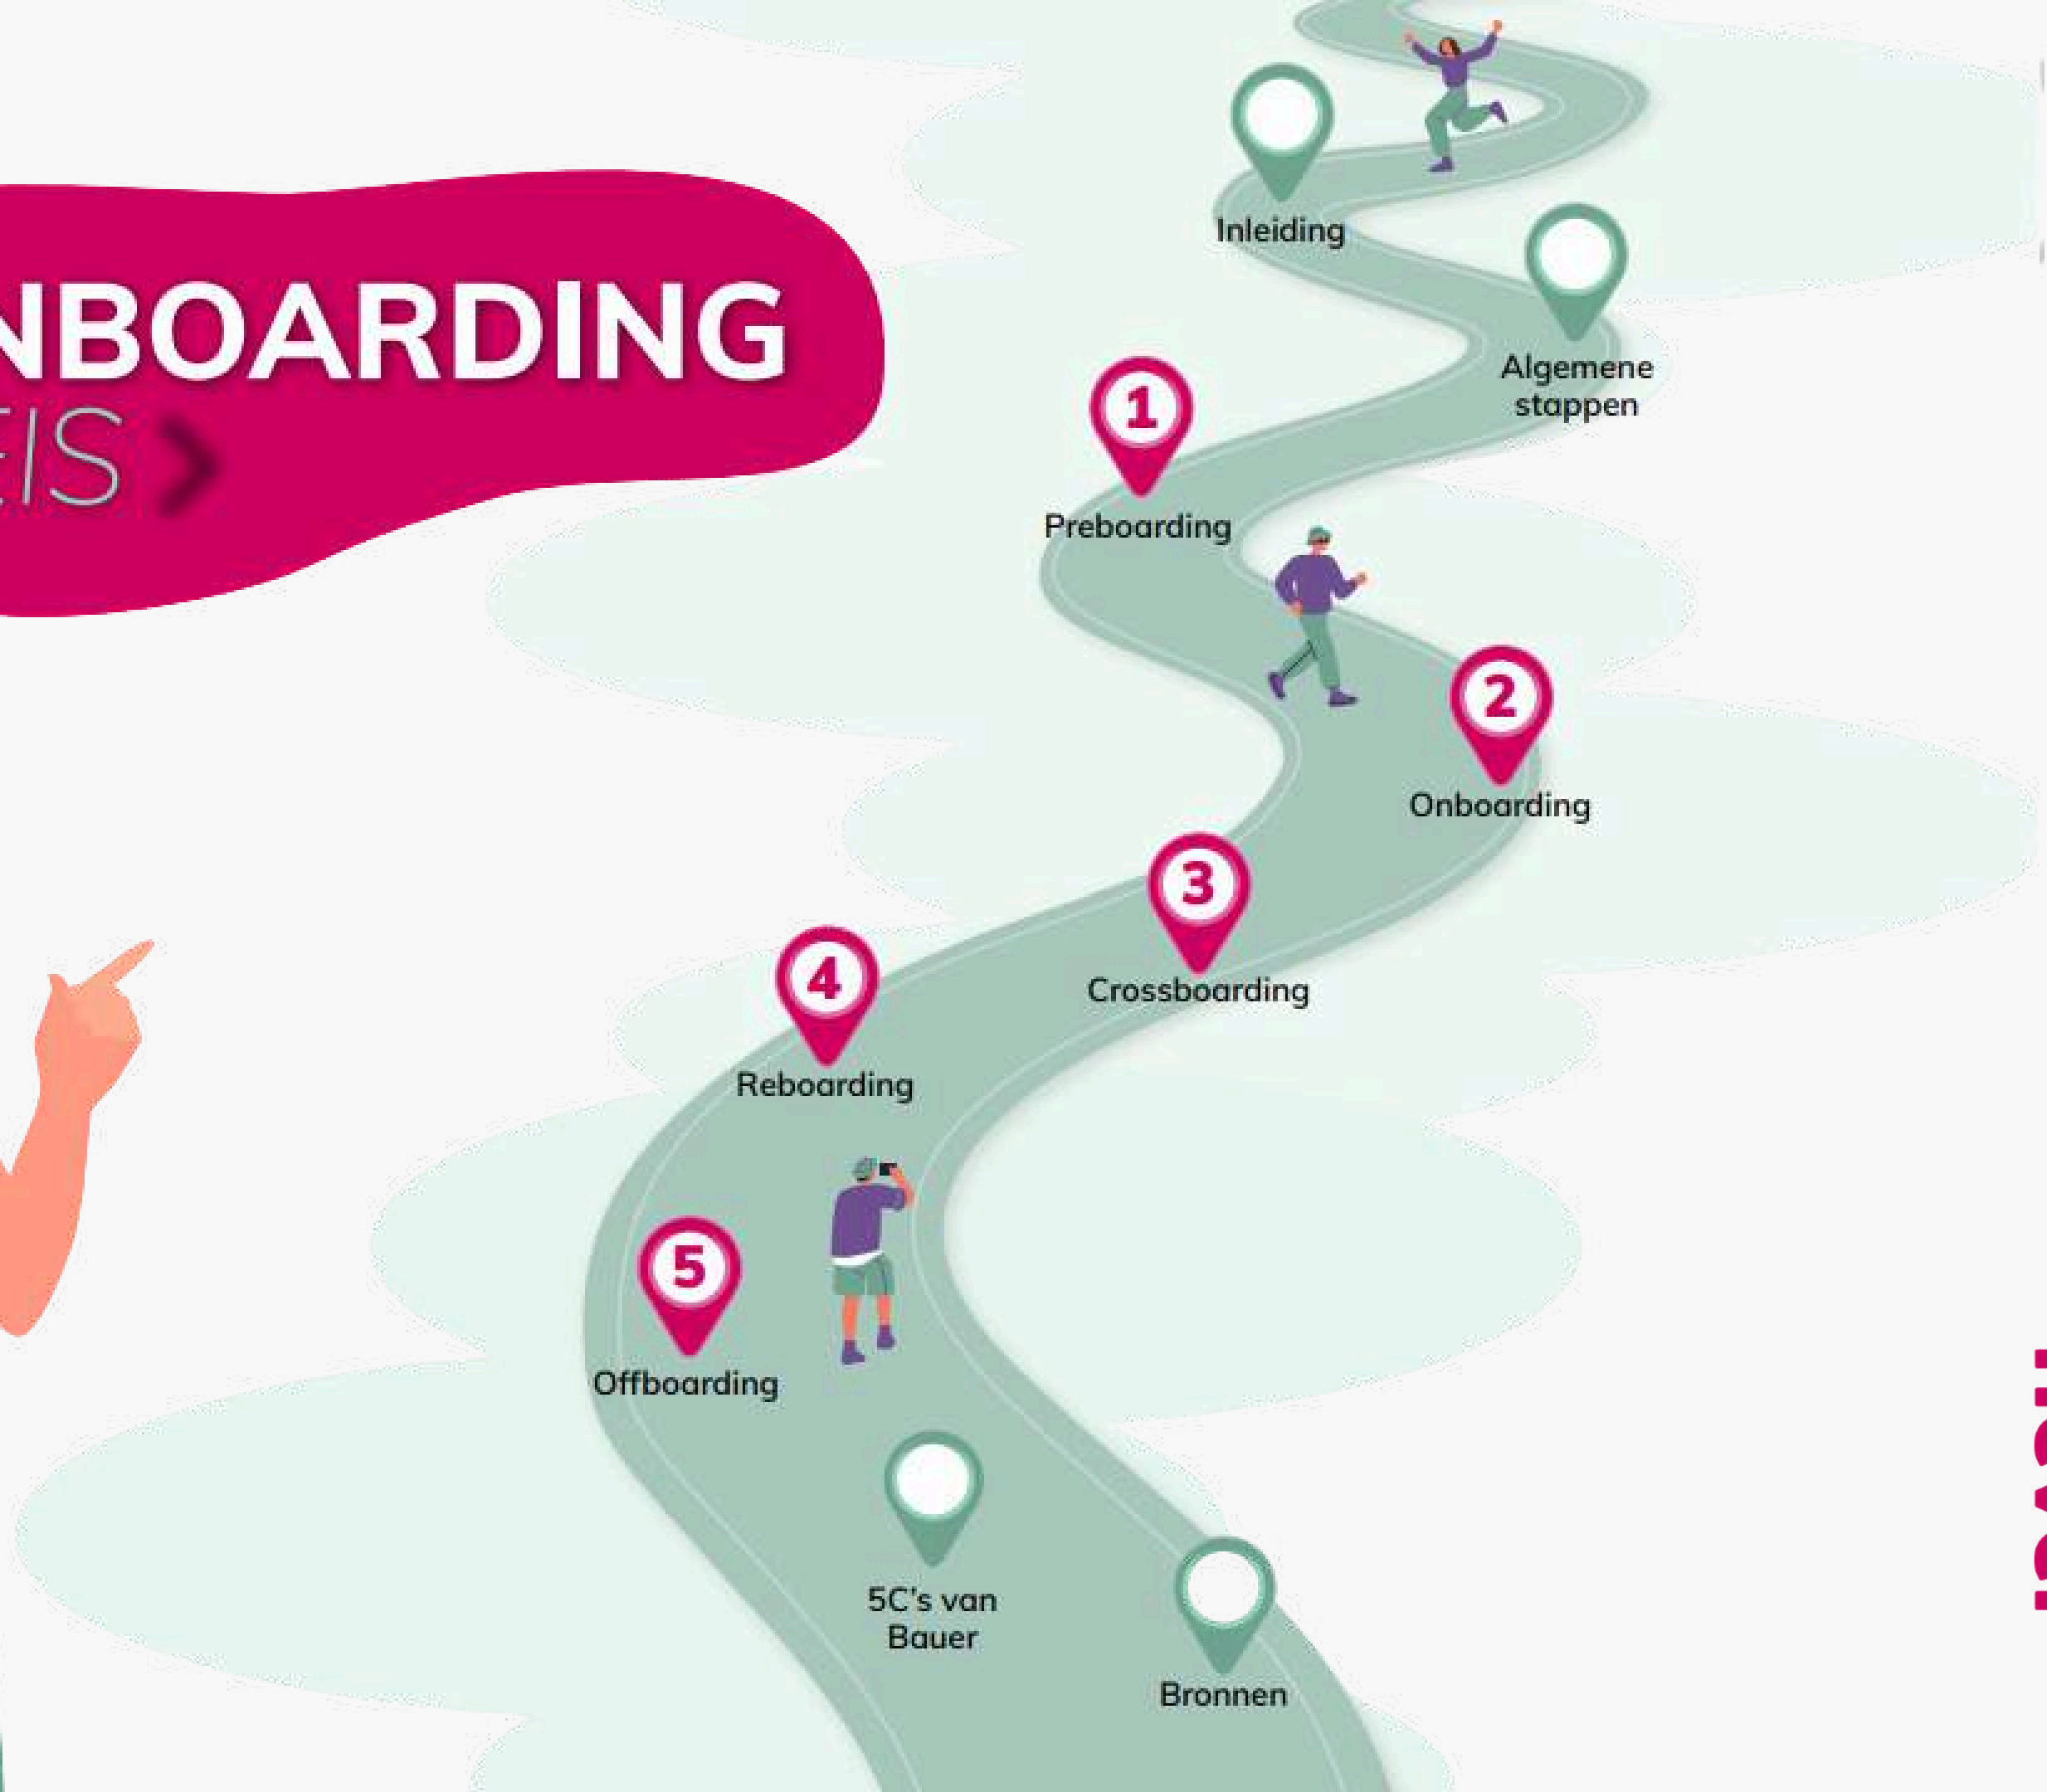 NBOARDING
EIS
Inleiding
Algemene
stappen
1
Preboarding
2
Onboarding
3
Crossboarding
4
Reboarding
5
Offboarding
5C's van
Bauer
Bronnen